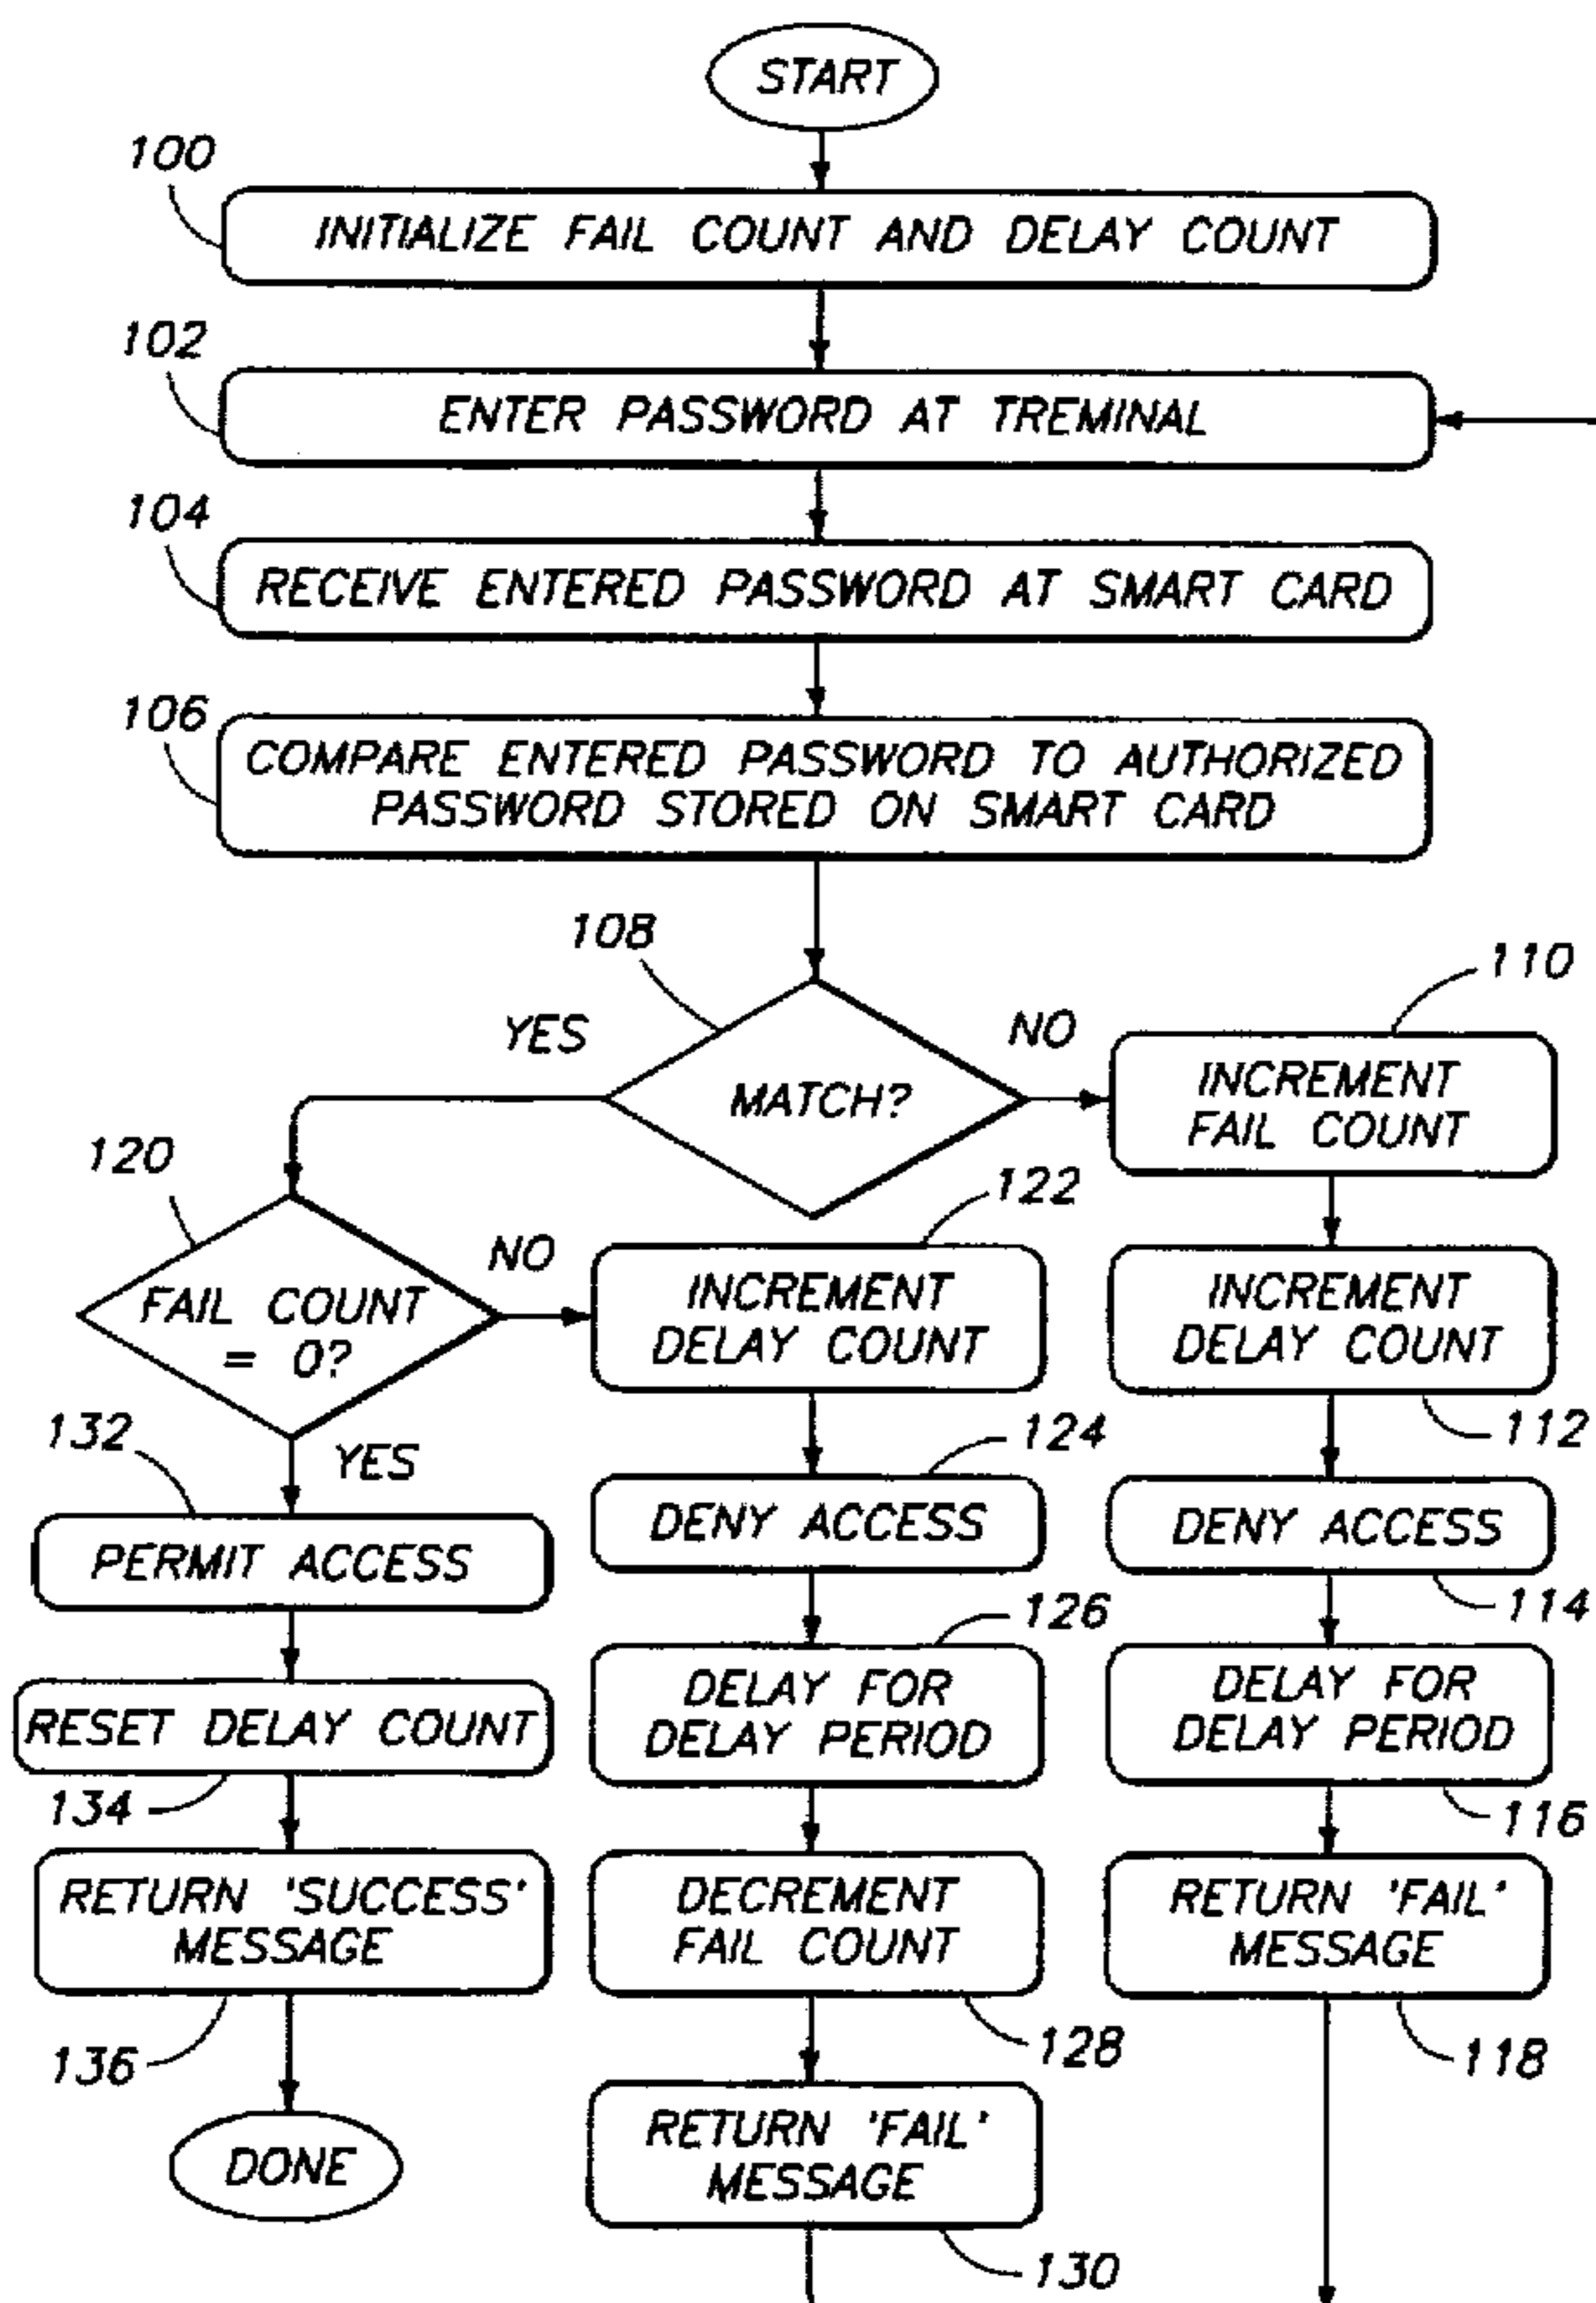 START
100
INITIALIZE FAIL COUNT AND DELAY COUNT
102
ENTER PASSWORD AT TREMINAL
104
RECEIVE ENTERED PASSWORD AT SMART CARD
106
COMPARE ENTERED PASSWORD TO AUTHORIZED
PASSWORD STORED ON SMART CARD
108
YES
MATCH?
NO
110
INCREMENT
FAIL COUNT
120
FAIL COUNT
= 0?
NO
122
INCREMENT
DELAY COUNT
INCREMENT
DELAY COUNT
112
132
YES
124
PERMIT ACCESS
DENY ACCESS
DENY ACCESS
114
126
RESET DELAY COUNT
134
DELAY FOR
DELAY PERIOD
DELAY FOR
DELAY PERIOD
116
RETURN 'SUCCESS'
MESSAGE
136
DECREMENT
FAIL COUNT
128
RETURN 'FAIL'
MESSAGE
118
DONE
RETURN 'FAIL'
MESSAGE
130